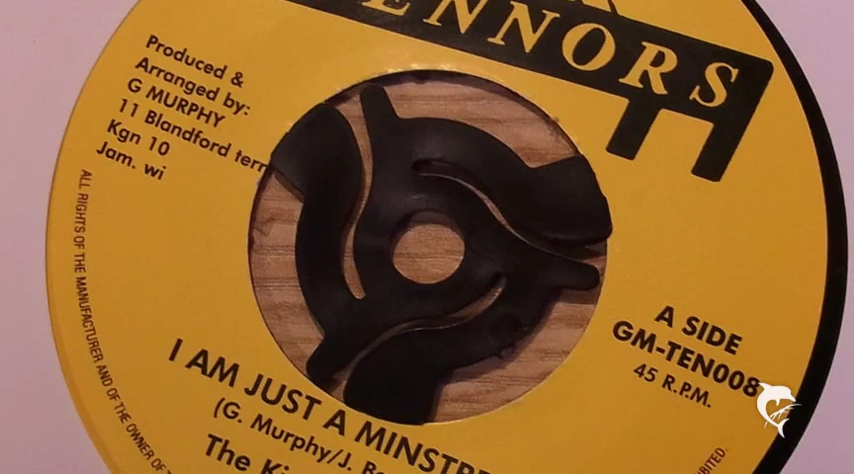 ENNORS
Produced &
Arranged by:
G MURPHY
11 Blandford terr
Kgn 10
Jam. wi
ALL RIGHTS OF THE MANUFACTURER AND OF THE OWNER OF
A SIDE
GM-TEN008
45 R.P.M.
I AM JUST A MINSTRE
(G. Murphy/J.
The